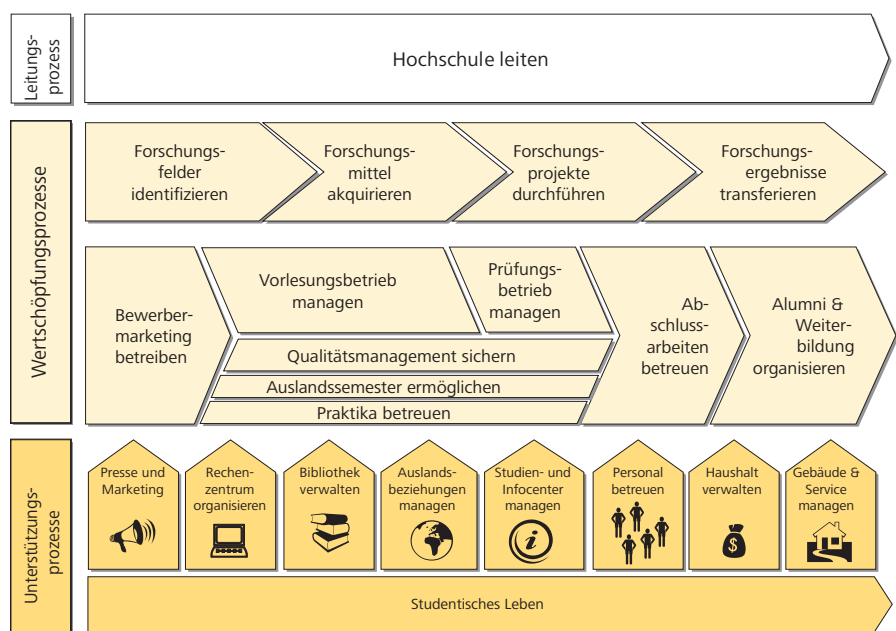 Leitungs-
prozess
Hochschule leiten
Wertschöpfungsprozesse
Forschungs-
felder
identifizieren
Forschungs-
mittel
akquirieren
Forschungs-
projekte
durchführen
Forschungs-
ergebnisse
transferieren
Bewerber-
marketing
betreiben
Vorlesungsbetrieb
managen
Prüfungs-
betrieb
managen
Qualitätsmanagement sichern
Auslandssemester ermöglichen
Praktika betreuen
Ab-
schluss-
arbeiten
betreuen
Alumni &
Weiter-
bildung
organisieren
Unterstützungs-
prozesse
Presse und
Marketing
Rechen-
zentrum
organisieren
Bibliothek
verwalten
Auslands-
beziehungen
managen
Studien- und
Infocenter
managen
i
Personal
betreuen
Haushalt
verwalten
$
Gebäude &
Service
managen
Studentisches Leben